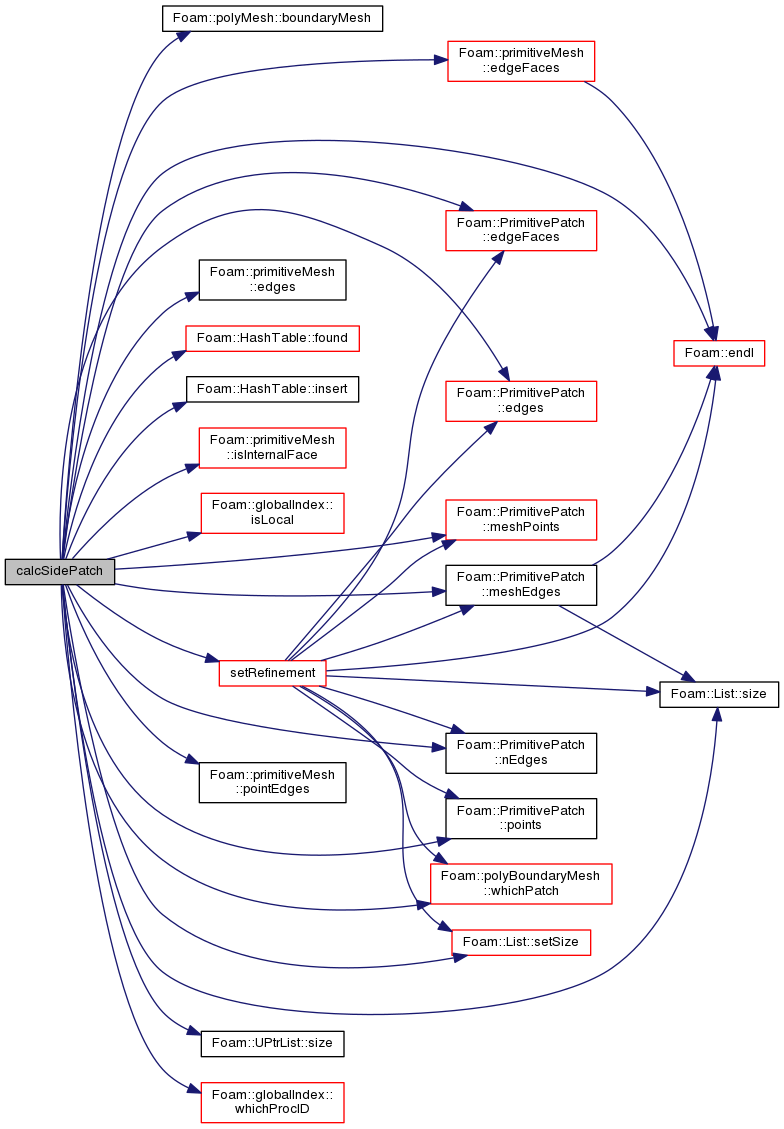 Foam::polyMesh::boundaryMesh
Foam::primitiveMesh
::edgeFaces
Foam::PrimitivePatch
::edgeFaces
Foam::primitiveMesh
::edges
Foam::HashTable::found
Foam::endl
Foam::HashTable::insert
Foam::PrimitivePatch
::edges
Foam::primitiveMesh
::isInternalFace
Foam::globalIndex::
isLocal
Foam::PrimitivePatch
::meshPoints
calcSidePatch
Foam::PrimitivePatch
::meshEdges
setRefinement
Foam::List::size
Foam::PrimitivePatch
::nEdges
Foam::primitiveMesh
::pointEdges
Foam::PrimitivePatch
::points
Foam::polyBoundaryMesh
::whichPatch
Foam::List::setSize
Foam::UPtrList::size
Foam::globalIndex::
whichProcID